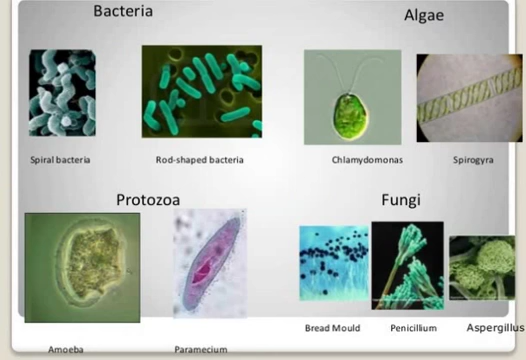 Bacteria
Algae
Spiral bacteria
Rod-shaped bacteria
Chlamydomonas
Spirogyra
Protozoa
Fungi
Amoeba
Paramecium
Bread Mould
Penicillium
Aspergillus